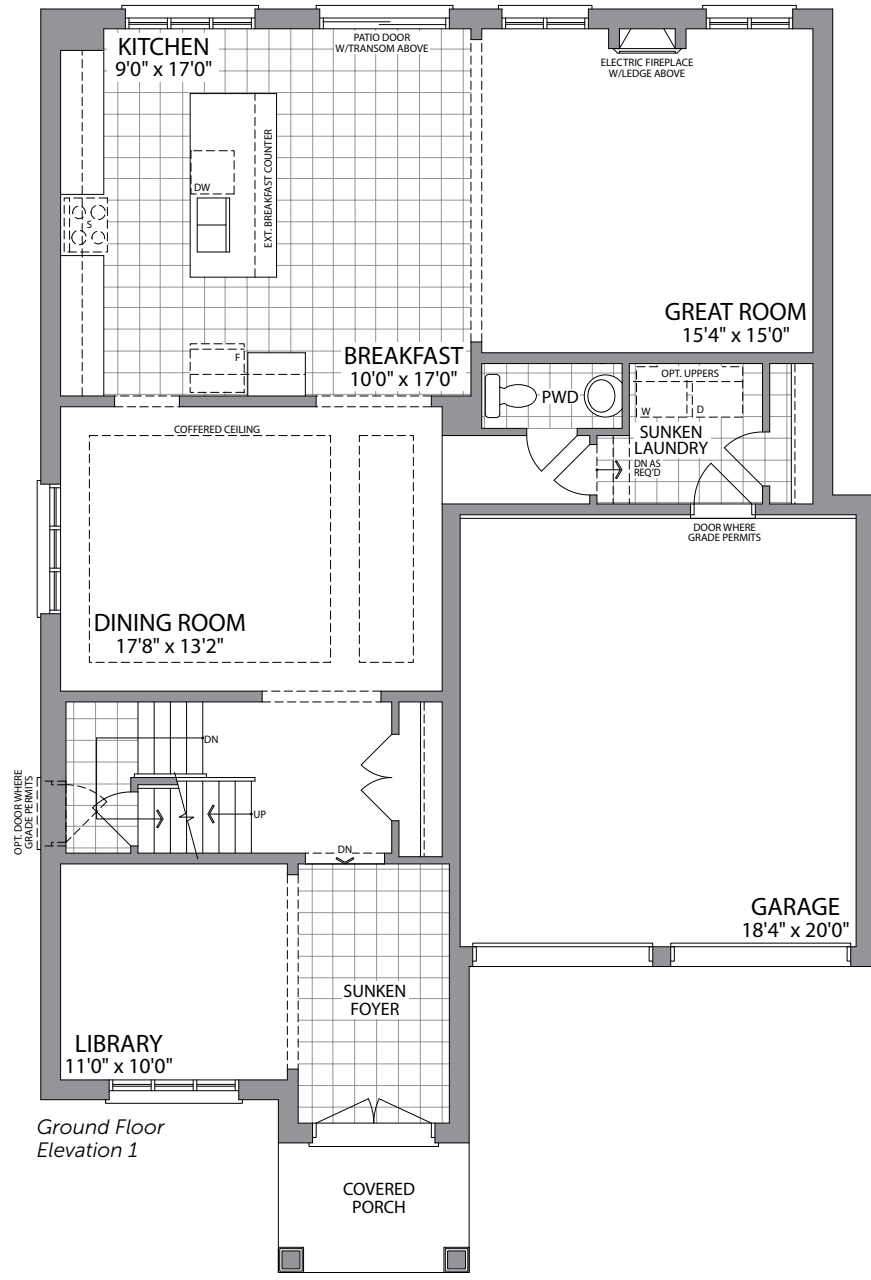 KITCHEN
9'0" x 17'0"
PATIO DOOR
W/TRANSOM ABOVE
ELECTRIC FIREPLACE
W/LEDGE ABOVE
DW
EXT. BREAKFAST COUNTER
S
F
BREAKFAST
10'0" x 17'0"
GREAT ROOM
15'4" x 15'0"
PWD
OPT. UPPERS
W
D
SUNKEN
LAUNDRY
DN AS
REQ'D
COFFERED CEILING
DINING ROOM
17'8" x 13'2"
DOOR WHERE
GRADE PERMITS
DN
UP
OPT. DOOR WHERE
GRADE PERMITS
DN
GARAGE
18'4" x 20'0"
SUNKEN
FOYER
LIBRARY
11'0" x 10'0"
Ground Floor
Elevation 1
COVERED
PORCH